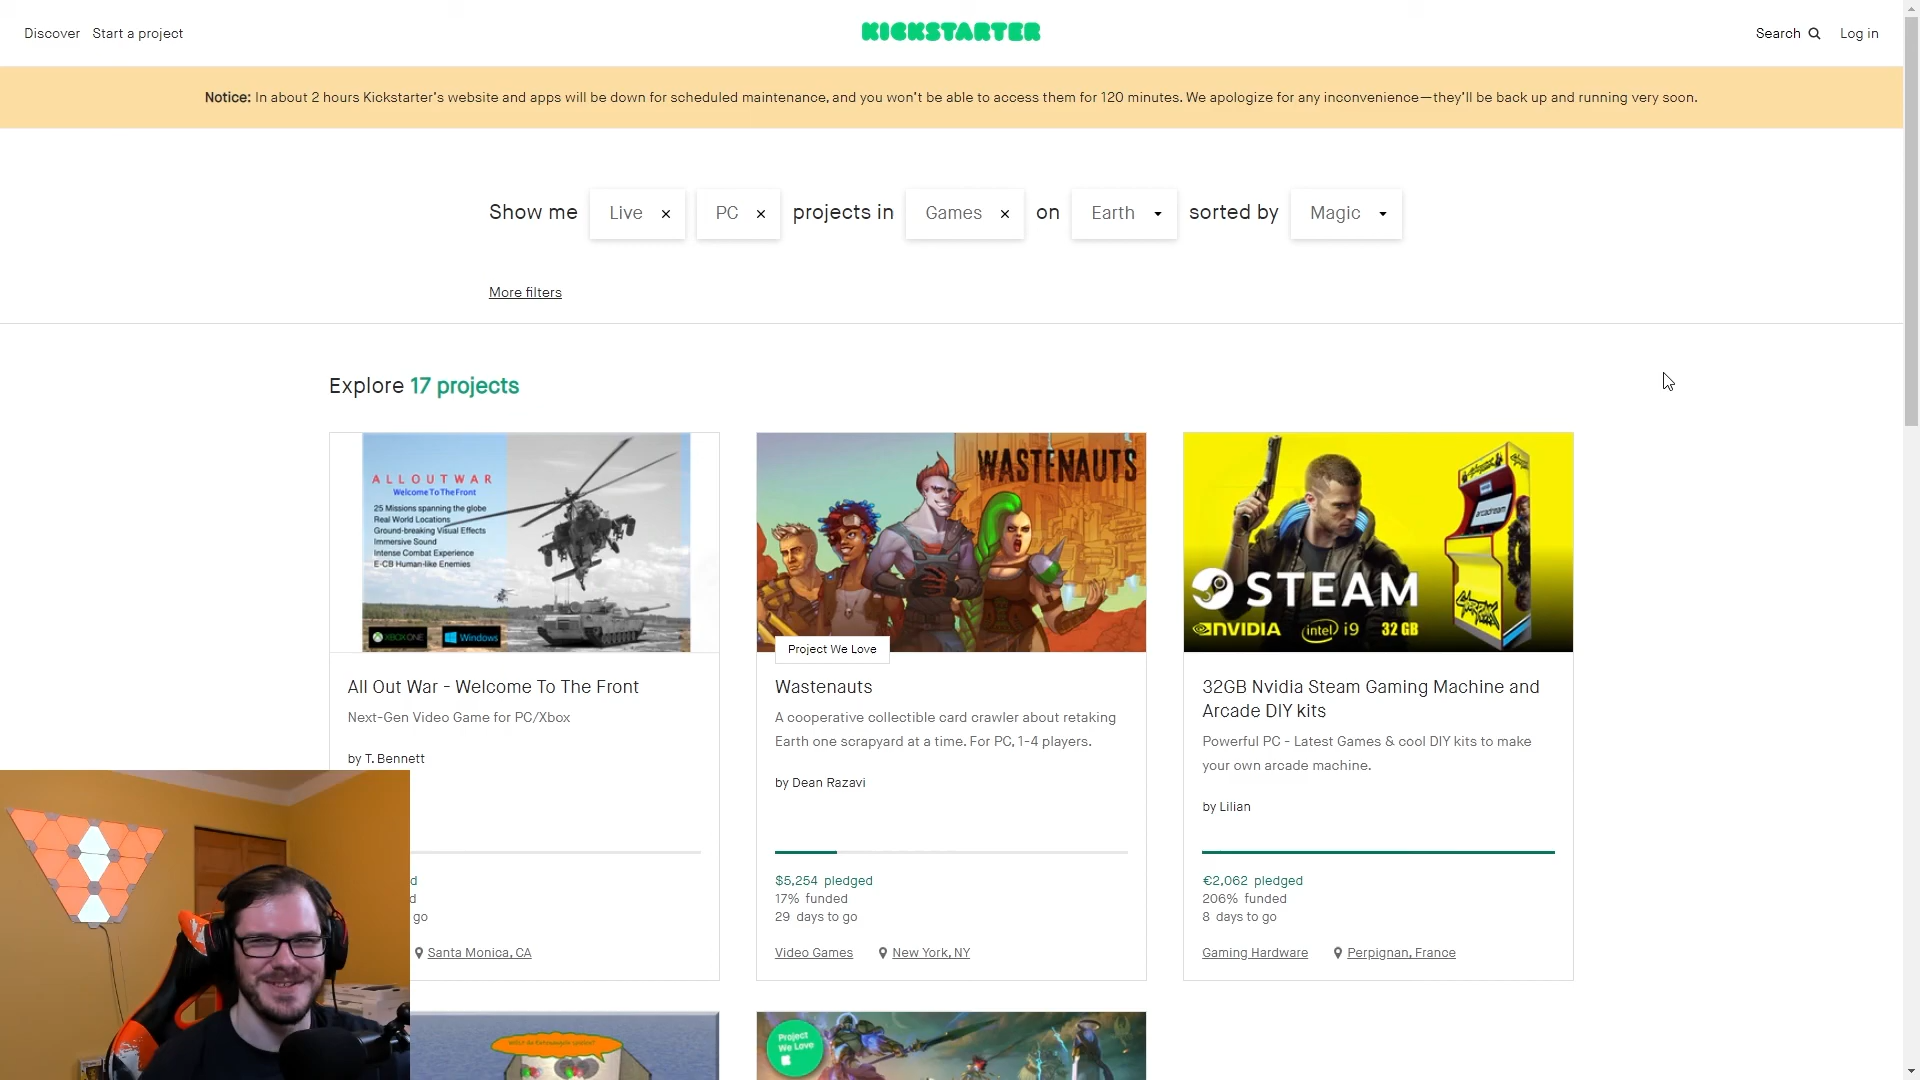 Discover Start a project KICKSTARTER Search Log in
Notice: In about 2 hours Kickstarter's website and apps will be down for scheduled maintenance, and you won't be able to access them for 120 minutes. We apologize for any inconvenience—they'll be back up and running very soon.
Show me Live × PC × projects in Games × on Earth sorted by Magic
More filters
Explore 17 projects
ALL OUT WAR
Welcome To The Front
25 Missions spanning the globe
Real World Locations
Ground-breaking Visual Effects
Immersive Sound
Intense Combat Experience
E-CB Human-like Enemies
XBOX ONE Windows
All Out War - Welcome To The Front
Next-Gen Video Game for PC/Xbox
by T. Bennett
d
d
go
Santa Monica, CA
WASTENAUTS
Project We Love
Wastenauts
A cooperative collectible card crawler about retaking
Earth one scrapyard at a time. For PC, 1-4 players.
by Dean Razavi
$5,254 pledged
17% funded
29 days to go
Video Games New York, NY
STEAM
NVIDIA intel i9 32 GB
32GB Nvidia Steam Gaming Machine and
Arcade DIY kits
Powerful PC - Latest Games & cool DIY kits to make
your own arcade machine.
by Lilian
€2,062 pledged
206% funded
8 days to go
Gaming Hardware Perpignan, France
Project
We Love